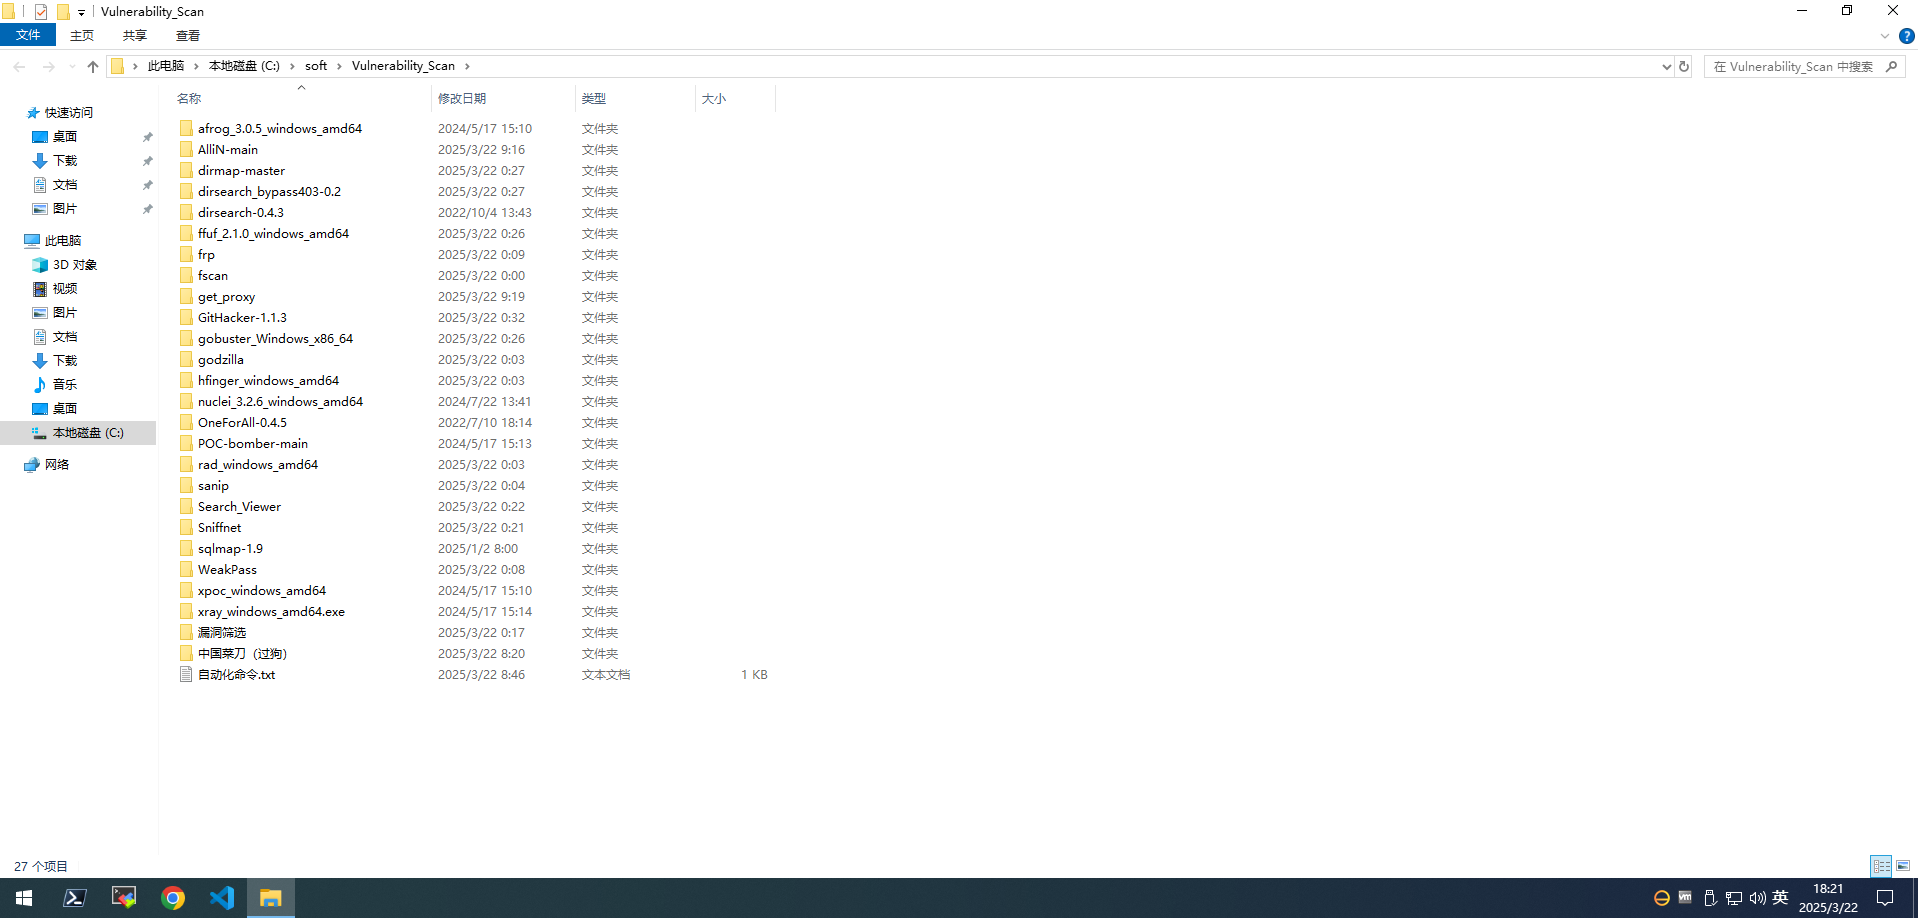 Vulnerability_Scan
文件 主页 共享 查看
此电脑 本地磁盘 (C:) soft Vulnerability_Scan 在 Vulnerability_Scan 中搜索
名称 修改日期 类型 大小
快速访问
桌面
下载
文档
图片
此电脑
3D 对象
视频
图片
文档
下载
音乐
桌面
本地磁盘 (C:)
网络
afrog_3.0.5_windows_amd64 2024/5/17 15:10 文件夹
AlliN-main 2025/3/22 9:16 文件夹
dirmap-master 2025/3/22 0:27 文件夹
dirsearch_bypass403-0.2 2025/3/22 0:27 文件夹
dirsearch-0.4.3 2022/10/4 13:43 文件夹
ffuf_2.1.0_windows_amd64 2025/3/22 0:26 文件夹
frp 2025/3/22 0:09 文件夹
fscan 2025/3/22 0:00 文件夹
get_proxy 2025/3/22 9:19 文件夹
GitHacker-1.1.3 2025/3/22 0:32 文件夹
gobuster_Windows_x86_64 2025/3/22 0:26 文件夹
godzilla 2025/3/22 0:03 文件夹
hfinger_windows_amd64 2025/3/22 0:03 文件夹
nuclei_3.2.6_windows_amd64 2024/7/22 13:41 文件夹
OneForAll-0.4.5 2022/7/10 18:14 文件夹
POC-bomber-main 2024/5/17 15:13 文件夹
rad_windows_amd64 2025/3/22 0:03 文件夹
sanip 2025/3/22 0:04 文件夹
Search_Viewer 2025/3/22 0:22 文件夹
Sniffnet 2025/3/22 0:21 文件夹
sqlmap-1.9 2025/1/2 8:00 文件夹
WeakPass 2025/3/22 0:08 文件夹
xpoc_windows_amd64 2024/5/17 15:10 文件夹
xray_windows_amd64.exe 2024/5/17 15:14 文件夹
漏洞筛选 2025/3/22 0:17 文件夹
中国菜刀（过狗） 2025/3/22 8:20 文件夹
自动化命令.txt 2025/3/22 8:46 文本文档 1 KB
27 个项目
英
18:21
2025/3/22